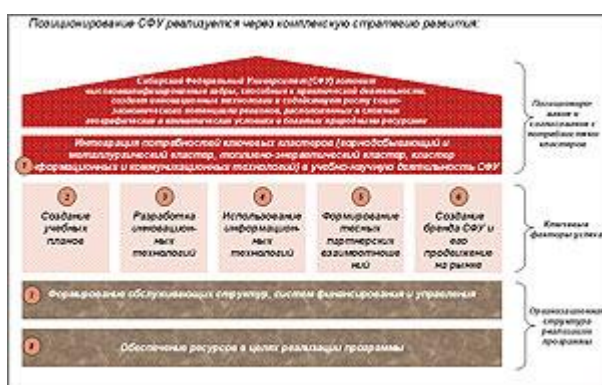 Позиционирование СФУ реализуется через комплексную стратегию развития:
Сибирский Федеральный Университет (СФУ) готовит
высококвалифицированные кадры, способные к практической деятельности,
создает инновационные технологии и содействует росту социо-
экономического потенциала регионов, расположенных в сложных
географических и климатических условиях и богатых природными ресурсами
Интеграция потребностей ключевых кластеров (горнодобывающий и
металлургический кластер, топливно-энергетический кластер, кластер
информационных и коммуникационных технологий) в учебно-научную деятельность СФУ
1
2
Создание
учебных
планов
3
Разработка
инновацион-
ных
технологий
4
Использование
информацион-
ных
технологий
5
Формирование
тесных
партнерских
взаимоотноше
ний
6
Создание
бренда СФУ и
его
продвижение
на рынке
Формирование обслуживающих структур, систем финансирования и управления
8
Обеспечение ресурсов в целях реализации программы
Позициониро-
вание и
согласование с
потребностями
кластеров
Ключевые
факторы успеха
Организационная
структура
реализации
программы